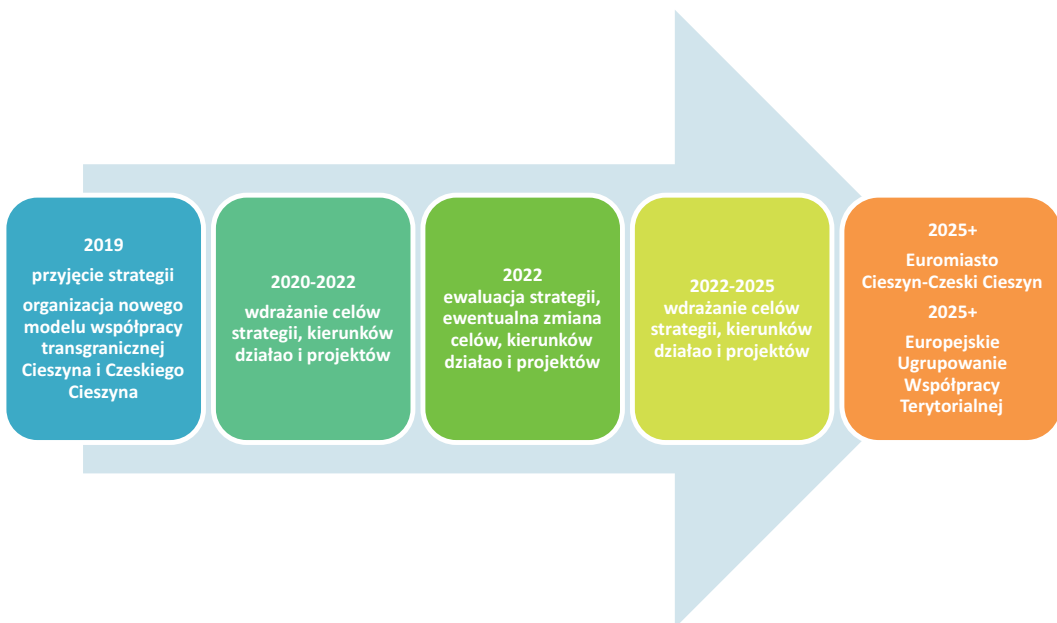 2019
przyjęcie strategii
organizacja nowego
modelu współpracy
transgranicznej
Cieszyna i Czeskiego
Cieszyna
2020-2022
wdrażanie celów
strategii, kierunków
działao i projektów
2022
ewaluacja strategii,
ewentualna zmiana
celów, kierunków
działao i projektów
2022-2025
wdrażanie celów
strategii, kierunków
działao i projektów
2025+
Euromiasto
Cieszyn-Czeski Cieszyn
2025+
Europejskie
Ugrupowanie
Współpracy
Terytorialnej